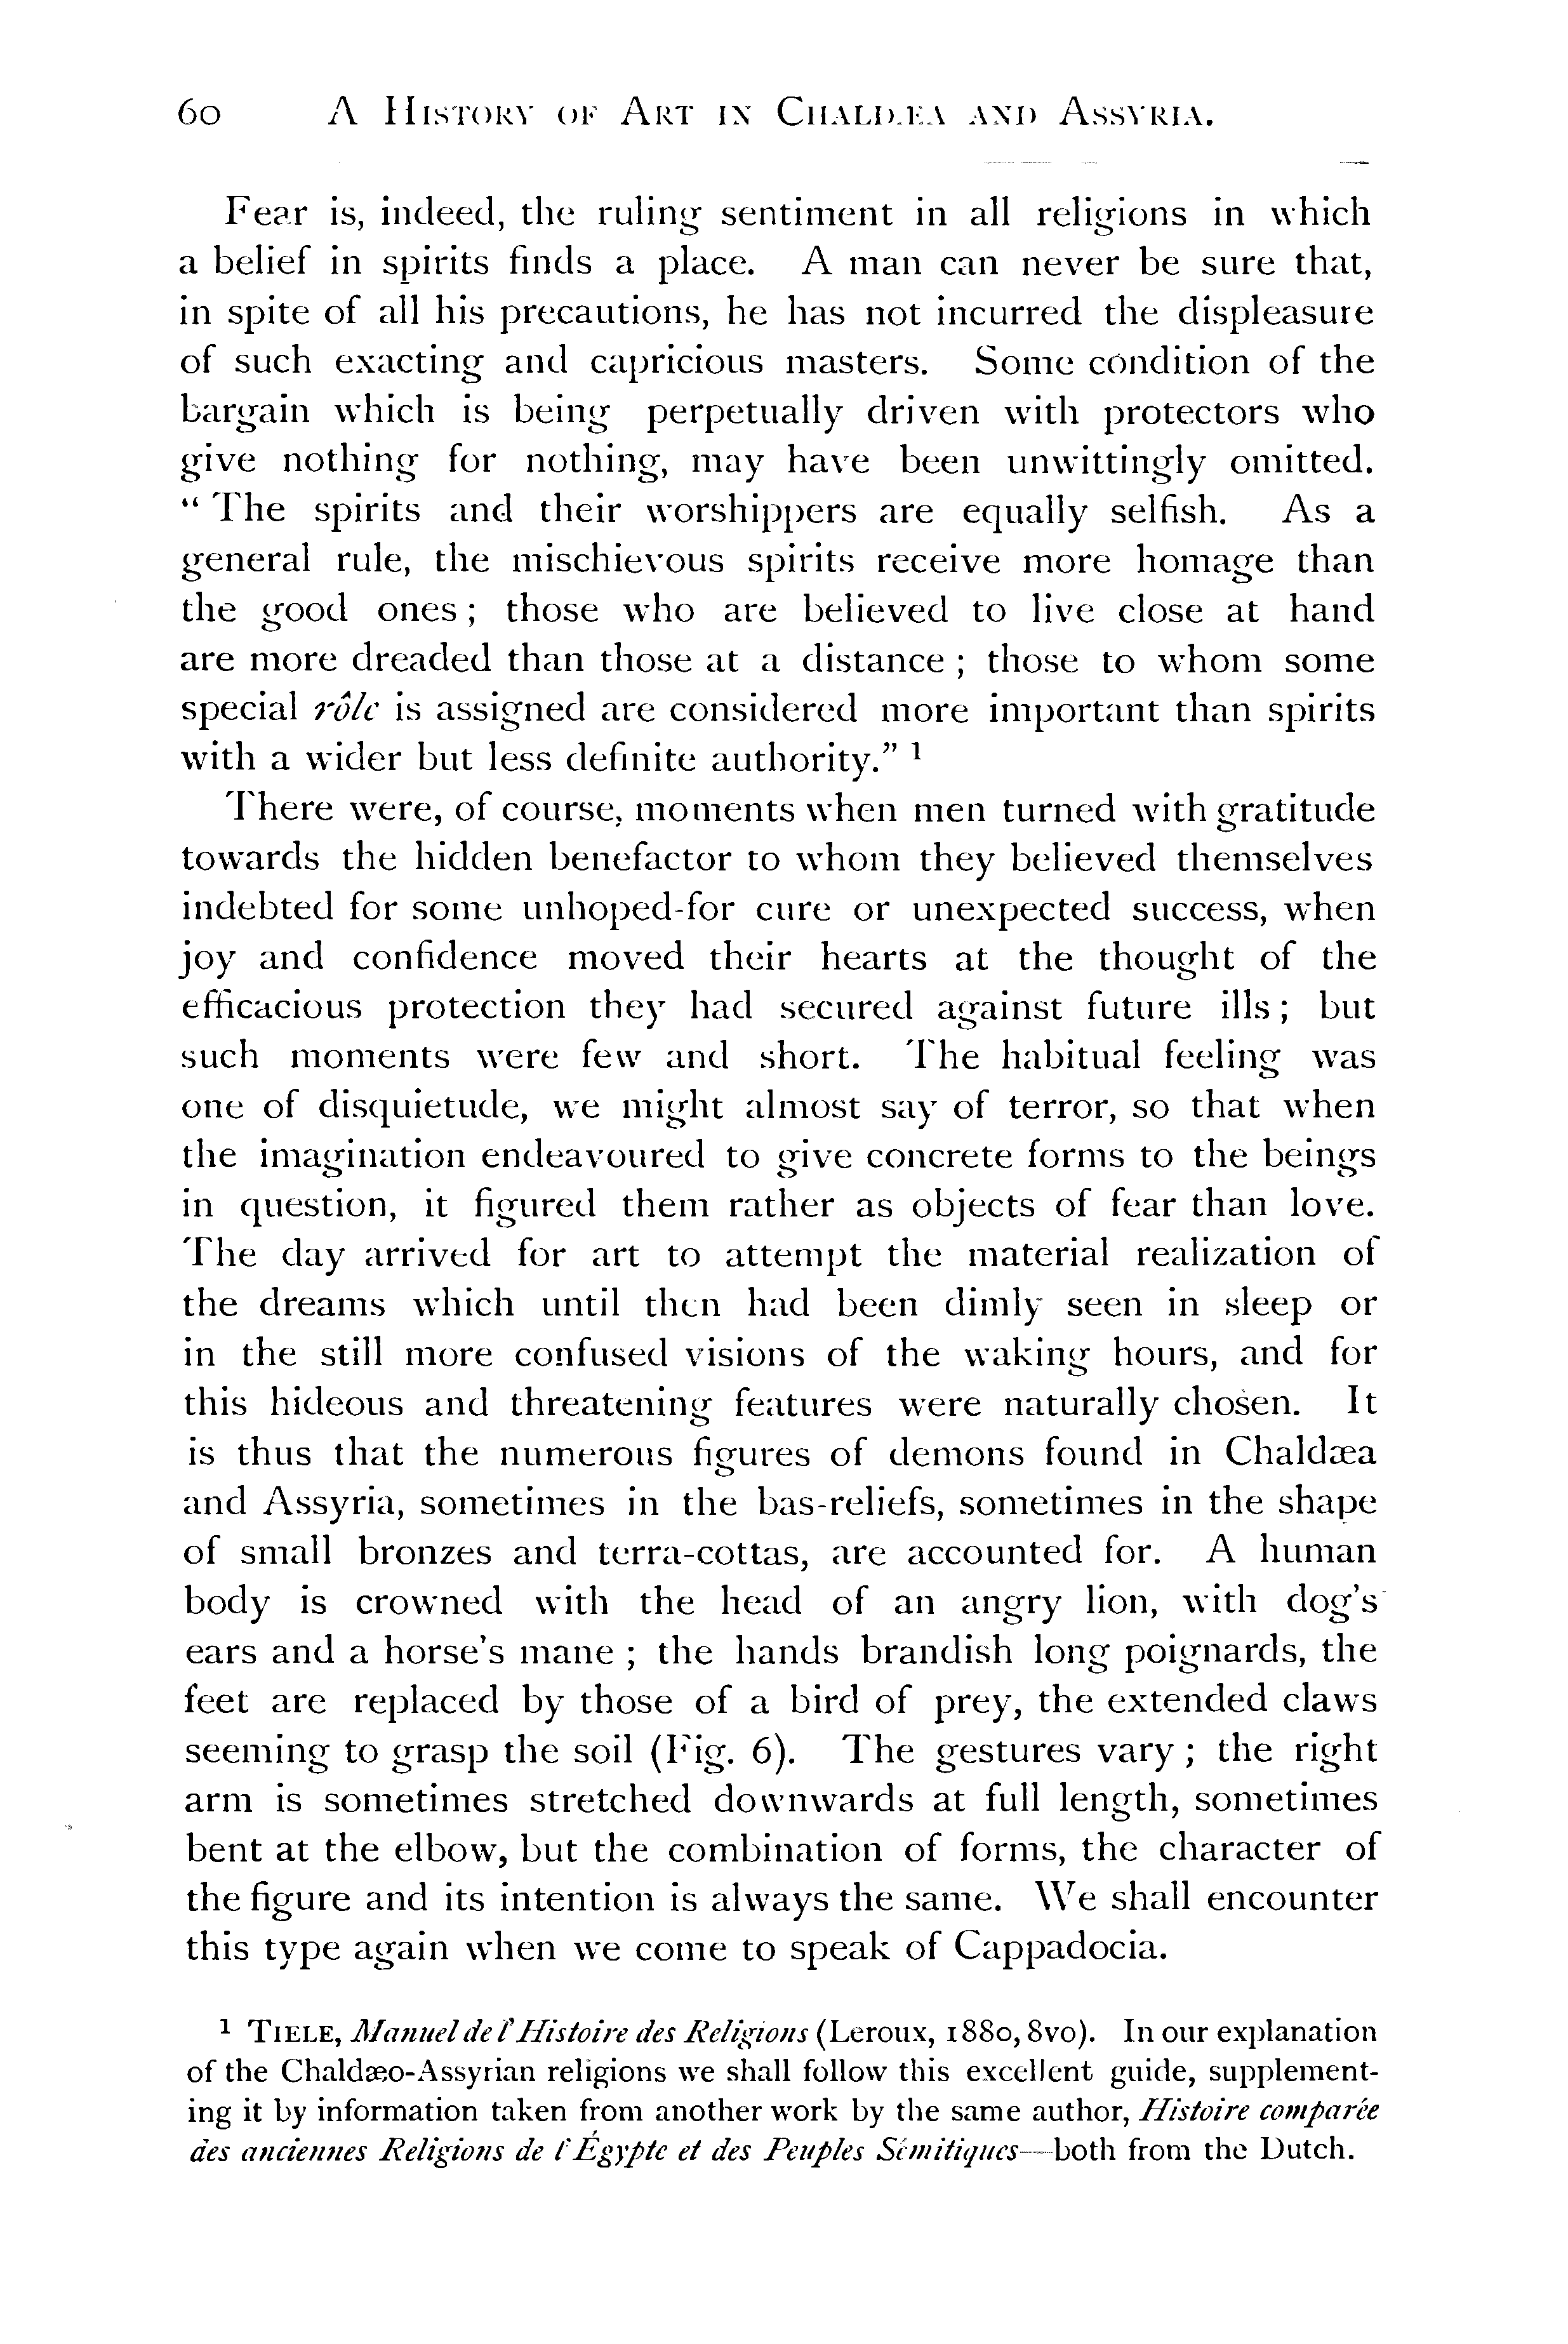 60 A History of Art in Chaldæa and Assyria.
Fear is, indeed, the ruling sentiment in all religions in which
a belief in spirits finds a place. A man can never be sure that,
in spite of all his precautions, he has not incurred the displeasure
of such exacting and capricious masters. Some condition of the
bargain which is being perpetually driven with protectors who
give nothing for nothing, may have been unwittingly omitted.
“ The spirits and their worshippers are equally selfish. As a
general rule, the mischievous spirits receive more homage than
the good ones ; those who are believed to live close at hand
are more dreaded than those at a distance ; those to whom some
special rôle is assigned are considered more important than spirits
with a wider but less definite authority.” ¹
There were, of course, moments when men turned with gratitude
towards the hidden benefactor to whom they believed themselves
indebted for some unhoped-for cure or unexpected success, when
joy and confidence moved their hearts at the thought of the
efficacious protection they had secured against future ills ; but
such moments were few and short. The habitual feeling was
one of disquietude, we might almost say of terror, so that when
the imagination endeavoured to give concrete forms to the beings
in question, it figured them rather as objects of fear than love.
The day arrived for art to attempt the material realization of
the dreams which until then had been dimly seen in sleep or
in the still more confused visions of the waking hours, and for
this hideous and threatening features were naturally chosen. It
is thus that the numerous figures of demons found in Chaldæa
and Assyria, sometimes in the bas-reliefs, sometimes in the shape
of small bronzes and terra-cottas, are accounted for. A human
body is crowned with the head of an angry lion, with dog’s
ears and a horse’s mane ; the hands brandish long poignards, the
feet are replaced by those of a bird of prey, the extended claws
seeming to grasp the soil (Fig. 6). The gestures vary ; the right
arm is sometimes stretched downwards at full length, sometimes
bent at the elbow, but the combination of forms, the character of
the figure and its intention is always the same. We shall encounter
this type again when we come to speak of Cappadocia.
¹ Tiele, Manuel de l’Histoire des Religions (Leroux, 1880, 8vo). In our explanation
of the Chaldæo-Assyrian religions we shall follow this excellent guide, supplement-
ing it by information taken from another work by the same author, Histoire comparée
des anciennes Religions de l’Égypte et des Peuples Sémitiques—both from the Dutch.